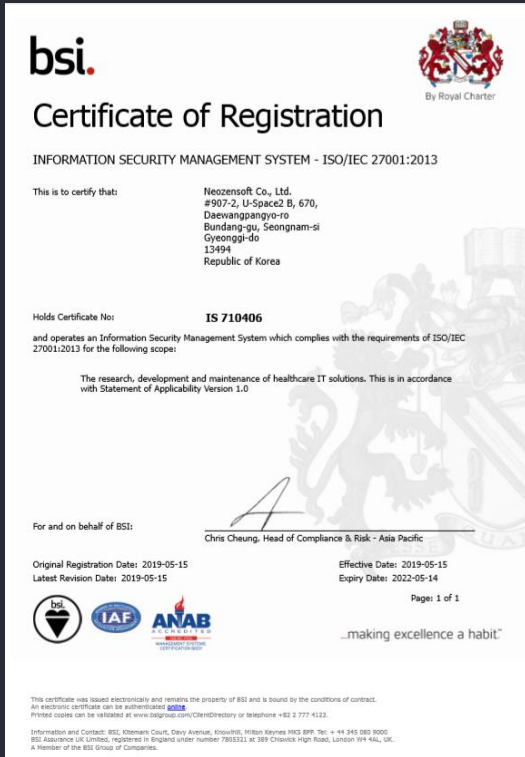 bsi.
By Royal Charter
Certificate of Registration
INFORMATION SECURITY MANAGEMENT SYSTEM - ISO/IEC 27001:2013
This is to certify that:
Neozensoft Co., Ltd.
#907-2, U-Space2 B, 670,
Daewangpangyo-ro
Bundang-gu, Seongnam-si
Gyeonggi-do
13494
Republic of Korea
Holds Certificate No:
IS 710406
and operates an Information Security Management System which complies with the requirements of ISO/IEC
27001:2013 for the following scope:
The research, development and maintenance of healthcare IT solutions. This is in accordance
with Statement of Applicability Version 1.0
For and on behalf of BSI:
Chris Cheung, Head of Compliance & Risk - Asia Pacific
Original Registration Date: 2019-05-15
Effective Date: 2019-05-15
Latest Revision Date: 2019-05-15
Expiry Date: 2022-05-14
Page: 1 of 1
bsi.
IAF
ANAB
ACCREDITED
MANAGEMENT SYSTEMS
CERTIFICATION BODY
...making excellence a habit.™
This certificate was issued electronically and remains the property of BSI and is bound by the conditions of contract.
An electronic certificate can be authenticated online.
Printed copies can be validated at www.bsigroup.com/ClientDirectory or telephone +82 2 777 4123.
Information and Contact: BSI, Kitemark Court, Davy Avenue, Knowlhill, Milton Keynes MK5 8PP. Tel: + 44 345 080 9000
BSI Assurance UK Limited, registered in England under number 7805321 at 389 Chiswick High Road, London W4 4AL, UK.
A Member of the BSI Group of Companies.